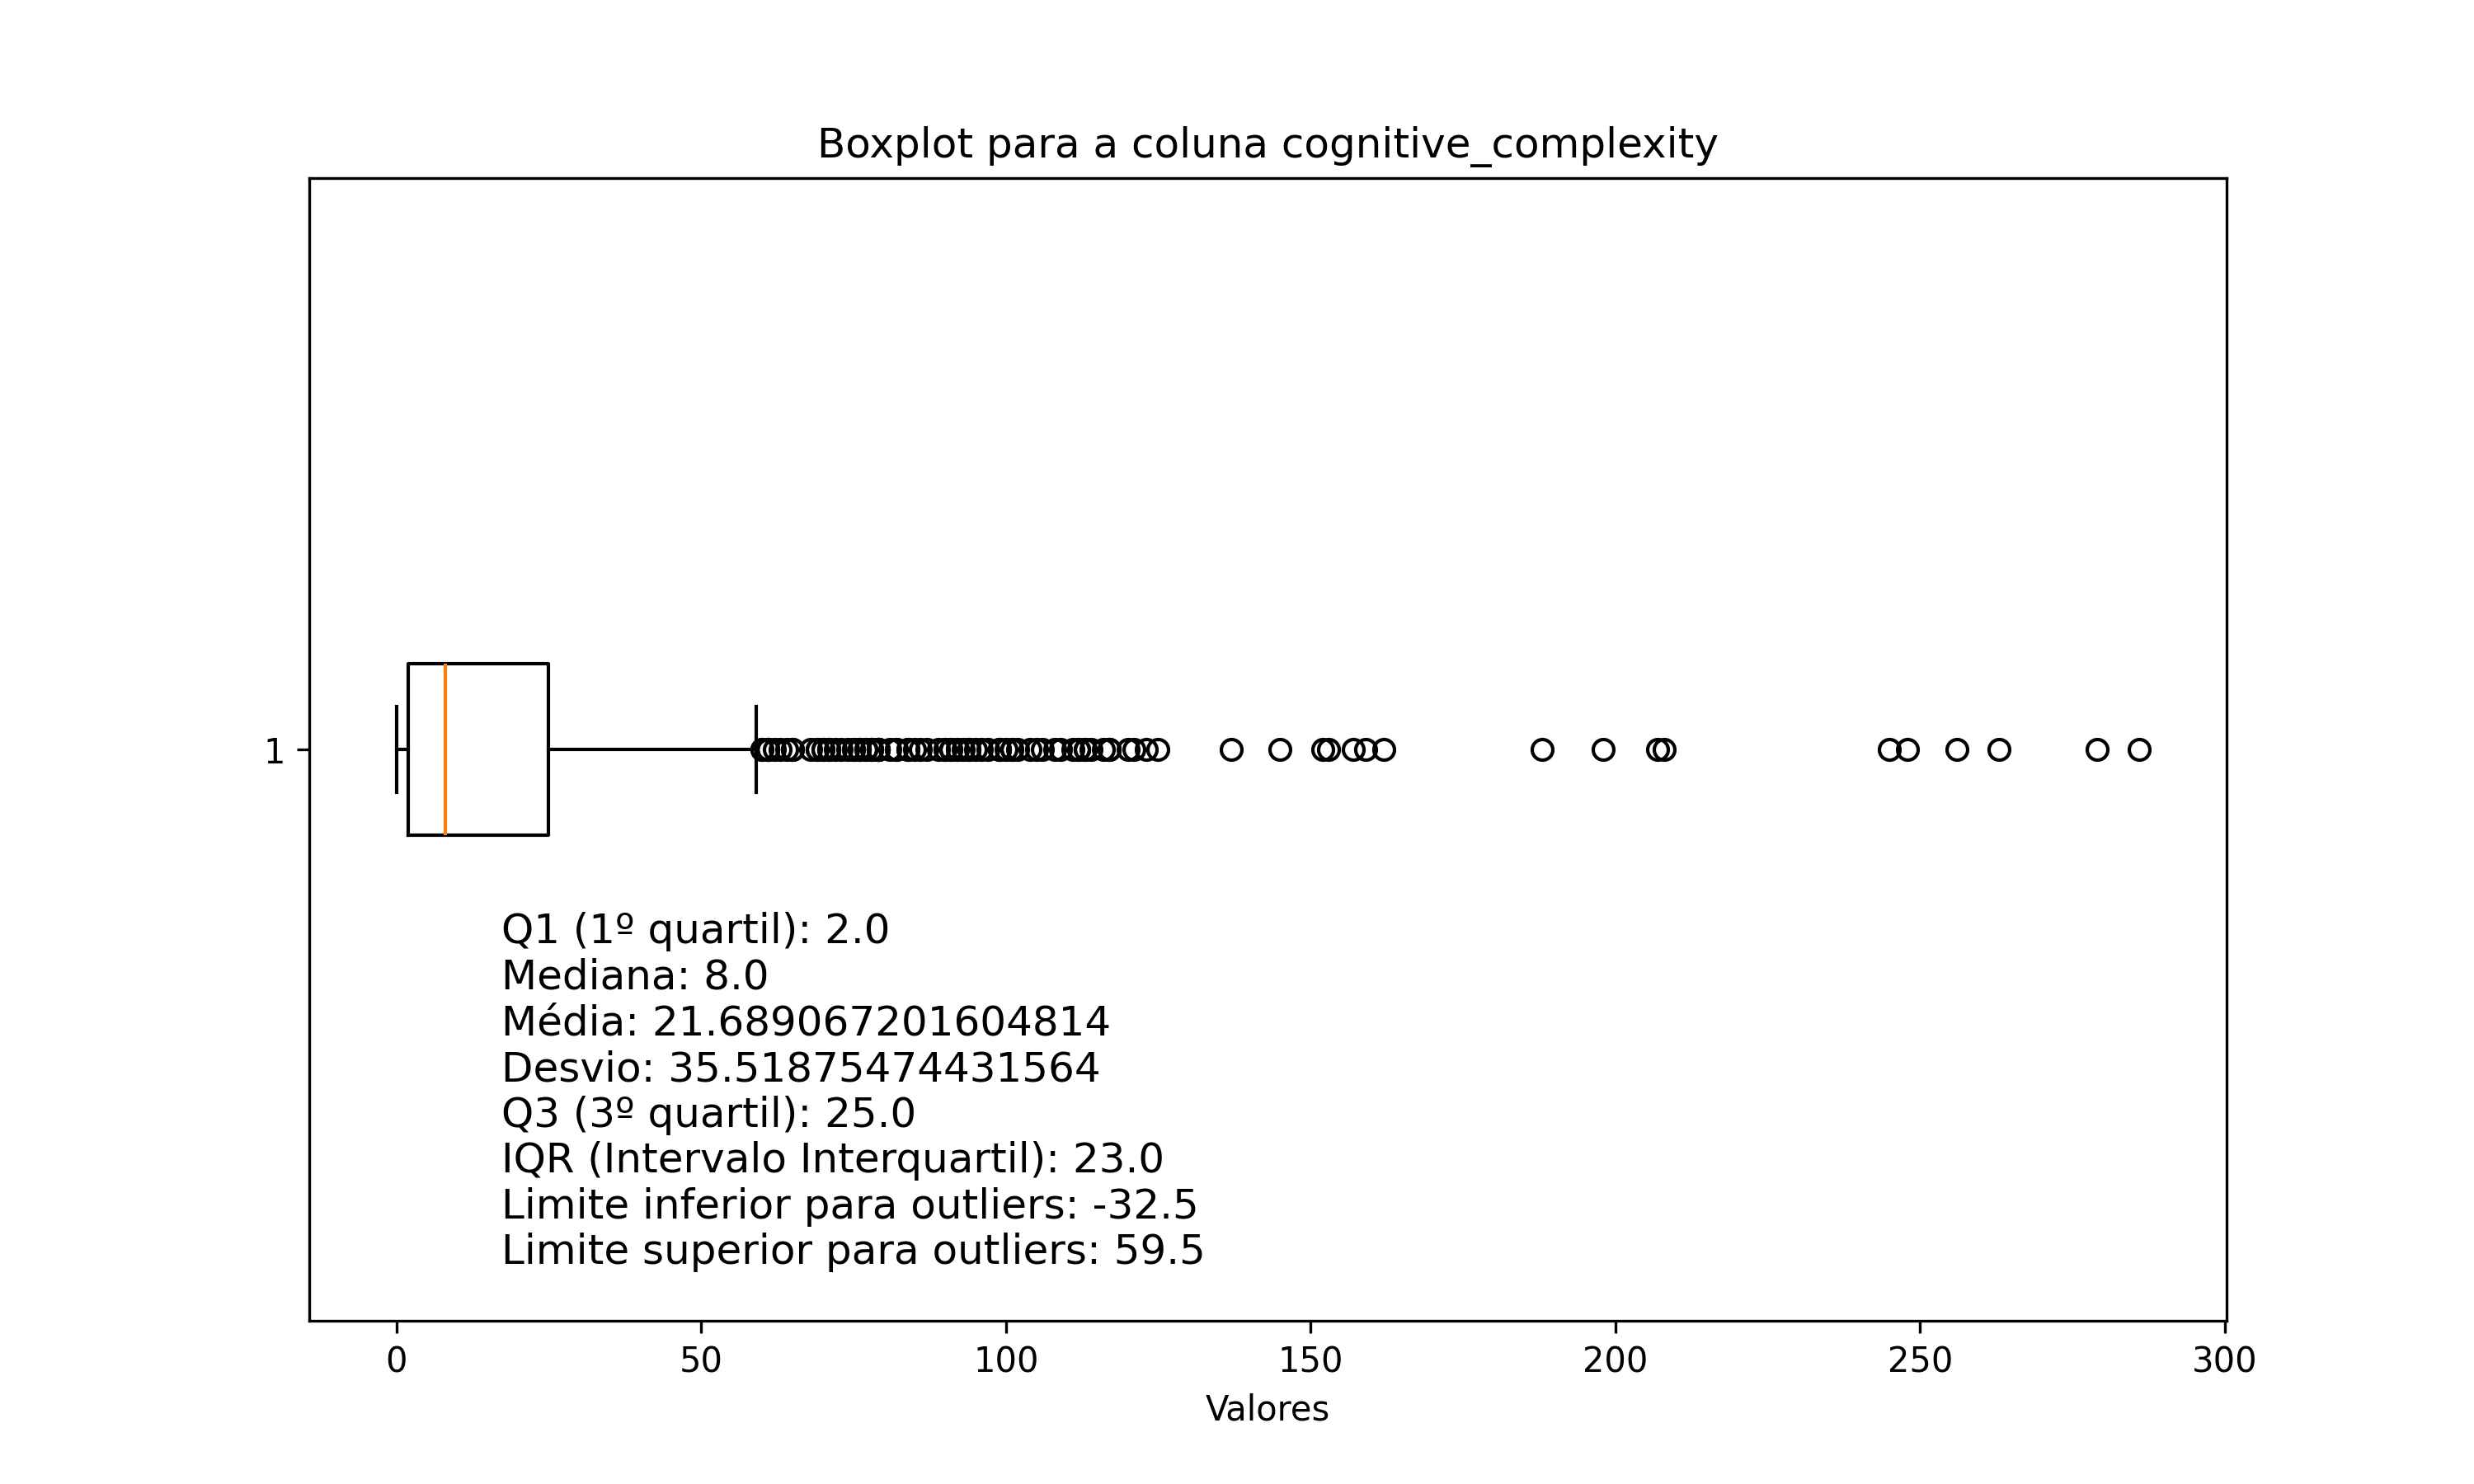 Boxplot para a coluna cognitive_complexity
1
Q1 (1º quartil): 2.0
Mediana: 8.0
Média: 21.689067201604814
Desvio: 35.51875474431564
Q3 (3º quartil): 25.0
IQR (Intervalo Interquartil): 23.0
Limite inferior para outliers: -32.5
Limite superior para outliers: 59.5
0 50 100 150 200 250 300
Valores